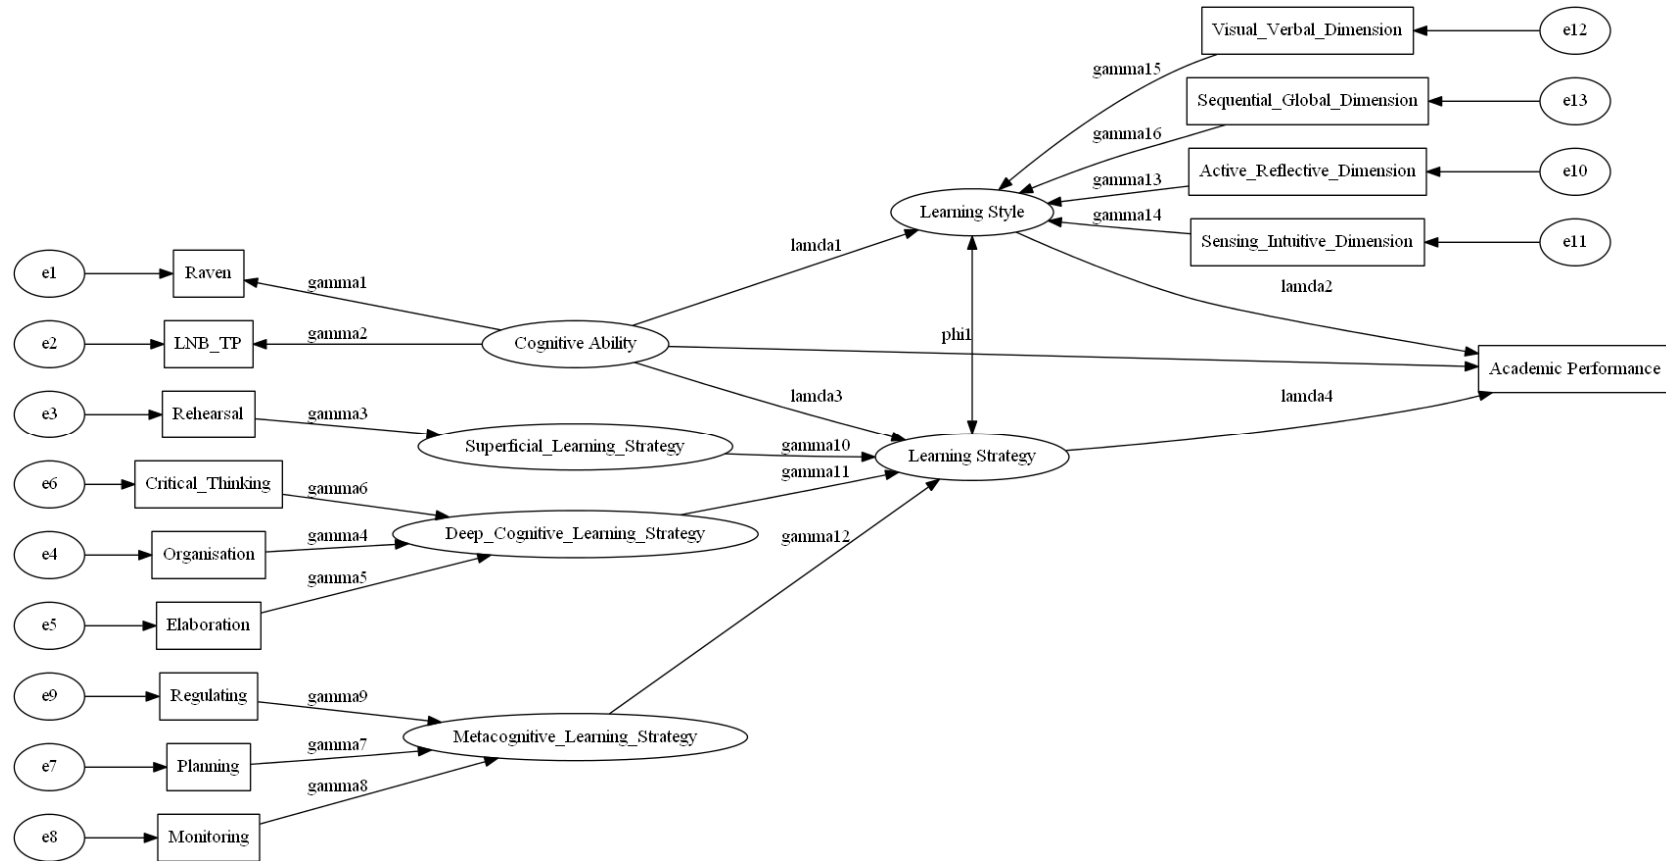 Visual_Verbal_Dimension
e12
gamma15
Sequential_Global_Dimension
e13
gamma16
Active_Reflective_Dimension
e10
gamma13
Learning Style
gamma14
Sensing_Intuitive_Dimension
e11
lamda1
e1
Raven
gamma1
lamda2
e2
LNB_TP
gamma2
Cognitive Ability
phi1
Academic Performance
lamda3
lamda4
e3
Rehearsal
gamma3
Superficial_Learning_Strategy
gamma10
Learning Strategy
gamma11
e6
Critical_Thinking
gamma6
Deep_Cognitive_Learning_Strategy
gamma12
e4
Organisation
gamma4
gamma5
e5
Elaboration
e9
Regulating
gamma9
Metacognitive_Learning_Strategy
e7
Planning
gamma7
gamma8
e8
Monitoring